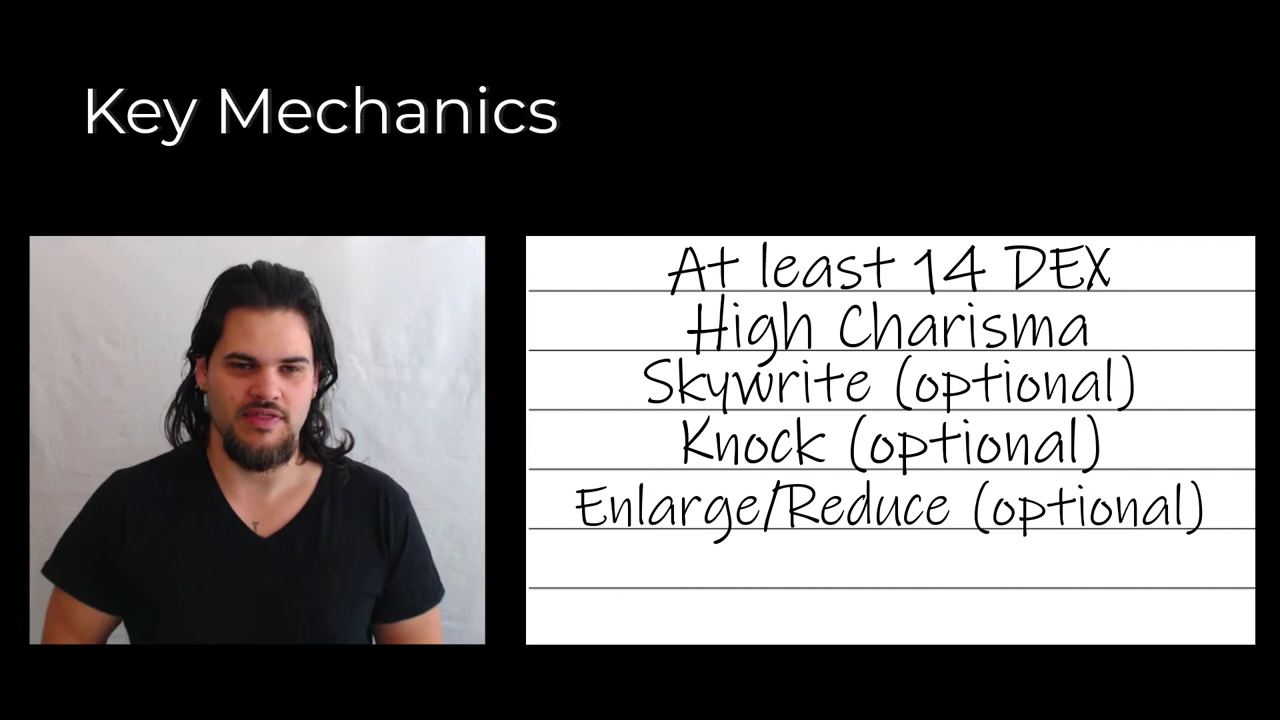 Key Mechanics
At least 14 DEX
High Charisma
Skywrite (optional)
Knock (optional)
Enlarge/Reduce (optional)